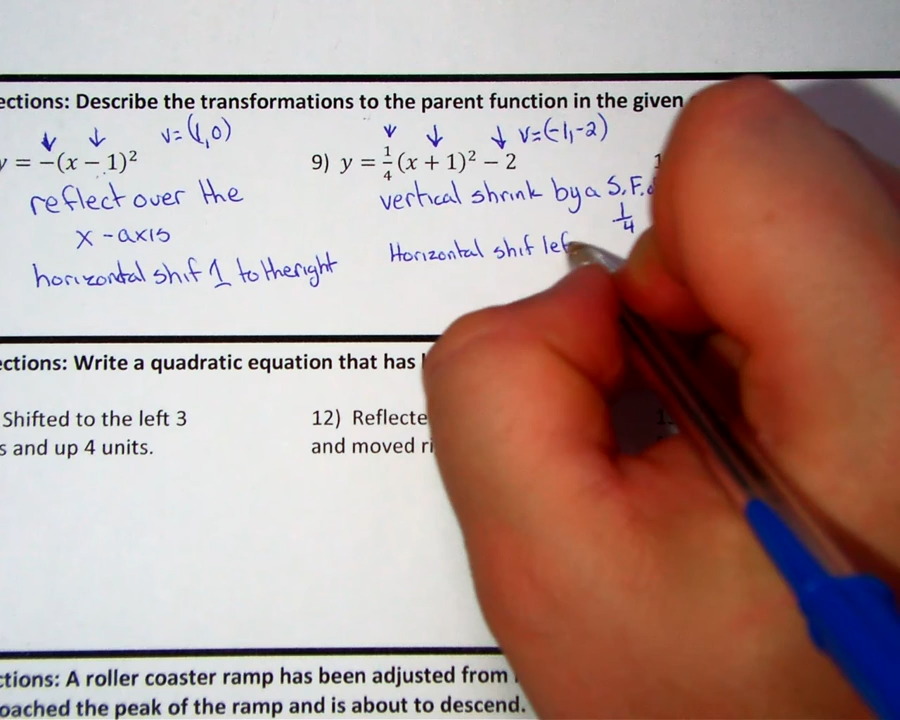 ections: Describe the transformations to the parent function in the given
v=(1,0)
y = −(x − 1)²
reflect over the
x-axis
horizontal shif 1 to the right
v=(-1,-2)
9) y = 1/4 (x + 1)² − 2
vertical shrink by a S.F.
1/4
Horizontal shif lef
ections: Write a quadratic equation that has
Shifted to the left 3
s and up 4 units.
12) Reflecte
and moved ri
ctions: A roller coaster ramp has been adjusted from
oached the peak of the ramp and is about to descend.